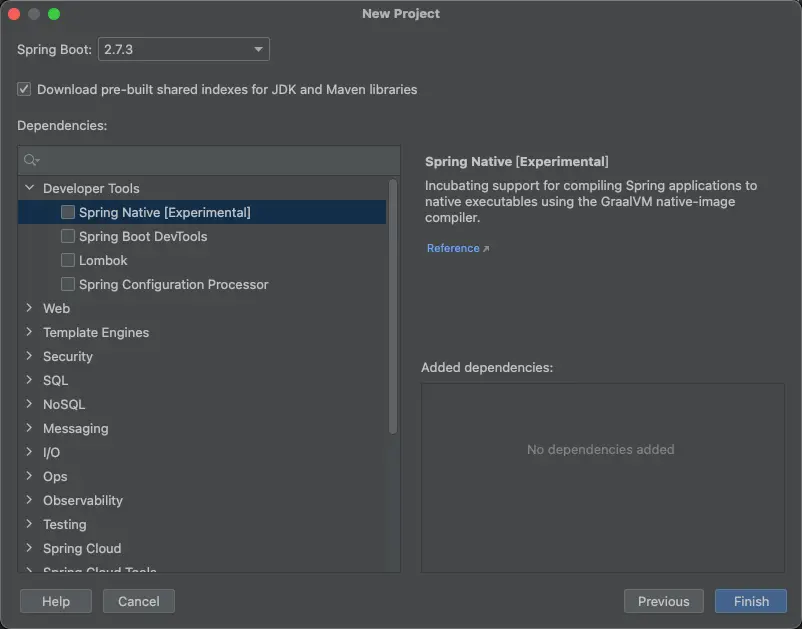 New Project
Spring Boot: 2.7.3
Download pre-built shared indexes for JDK and Maven libraries
Dependencies:
Developer Tools
Spring Native [Experimental]
Spring Boot DevTools
Lombok
Spring Configuration Processor
Web
Template Engines
Security
SQL
NoSQL
Messaging
I/O
Ops
Observability
Testing
Spring Cloud
Spring Cloud Tools
Spring Native [Experimental]
Incubating support for compiling Spring applications to
native executables using the GraalVM native-image
compiler.
Reference
Added dependencies:
No dependencies added
Help
Cancel
Previous
Finish